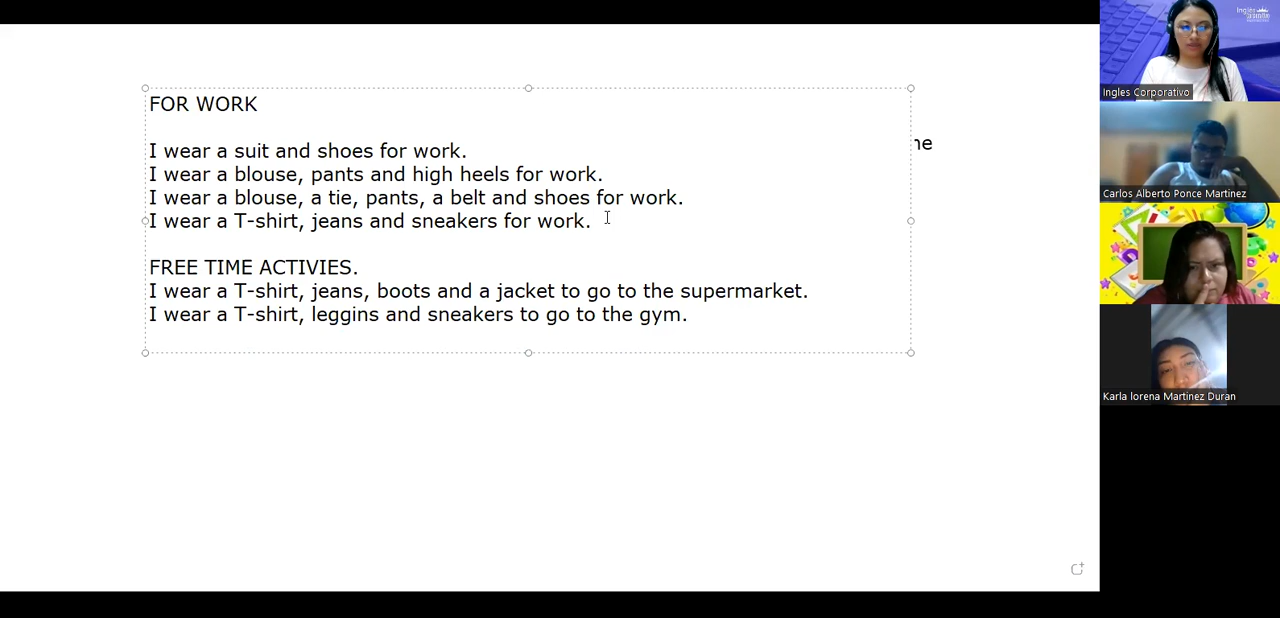 FOR WORK
I wear a suit and shoes for work.
I wear a blouse, pants and high heels for work.
I wear a blouse, a tie, pants, a belt and shoes for work.
I wear a T-shirt, jeans and sneakers for work.
FREE TIME ACTIVIES.
I wear a T-shirt, jeans, boots and a jacket to go to the supermarket.
I wear a T-shirt, leggins and sneakers to go to the gym.
Ingles Corporativo
Carlos Alberto Ponce Martinez
Karla lorena Martinez Duran